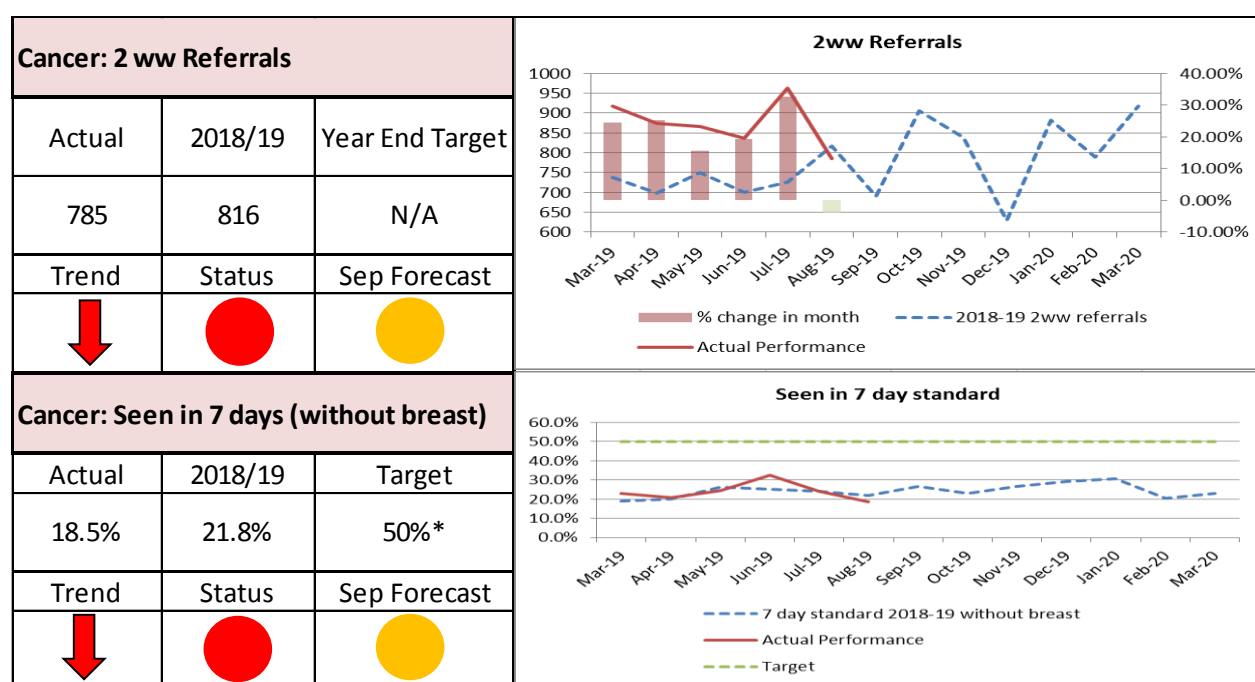 Cancer: 2 ww Referrals
Actual 2018/19 Year End Target
785 816 N/A
Trend Status Sep Forecast
2ww Referrals
1000
950
900
850
800
750
700
650
600
40.00%
30.00%
20.00%
10.00%
0.00%
-10.00%
Mar-19 Apr-19 May-19 Jun-19 Jul-19 Aug-19 Sep-19 Oct-19 Nov-19 Dec-19 Jan-20 Feb-20 Mar-20
% change in month 2018-19 2ww referrals
Actual Performance
Cancer: Seen in 7 days (without breast)
Actual 2018/19 Target
18.5% 21.8% 50%*
Trend Status Sep Forecast
Seen in 7 day standard
60.0%
50.0%
40.0%
30.0%
20.0%
10.0%
0.0%
Mar-19 Apr-19 May-19 Jun-19 Jul-19 Aug-19 Sep-19 Oct-19 Nov-19 Dec-19 Jan-20 Feb-20 Mar-20
7 day standard 2018-19 without breast
Actual Performance
Target